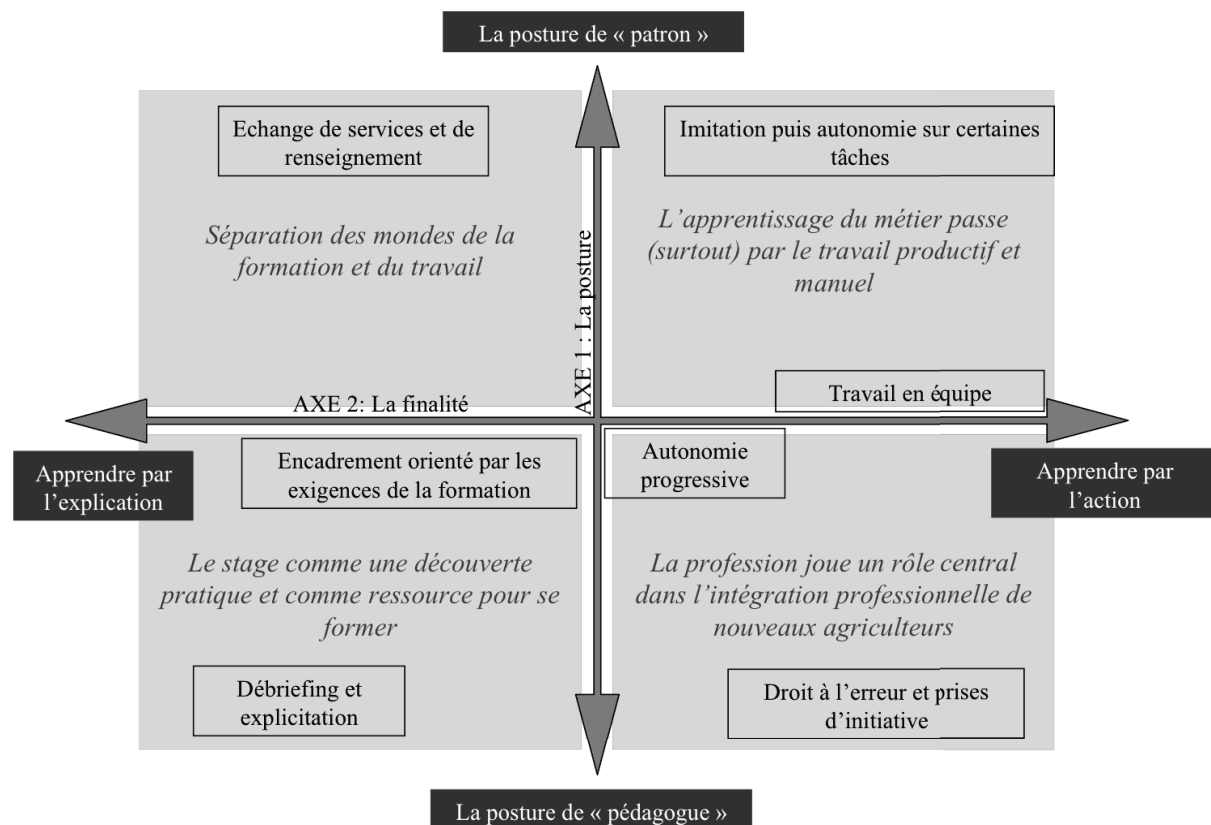 La posture de « patron »
Echange de services et de
renseignement
Imitation puis autonomie sur certaines
tâches
Séparation des mondes de la
formation et du travail
L’apprentissage du métier passe
(surtout) par le travail productif et
manuel
AXE 1 : La posture
AXE 2: La finalité
Travail en équipe
Apprendre par
l’explication
Encadrement orienté par les
exigences de la formation
Autonomie
progressive
Apprendre par
l’action
Le stage comme une découverte
pratique et comme ressource pour se
former
La profession joue un rôle central
dans l’intégration professionnelle de
nouveaux agriculteurs
Débriefing et
explicitation
Droit à l’erreur et prises
d’initiative
La posture de « pédagogue »